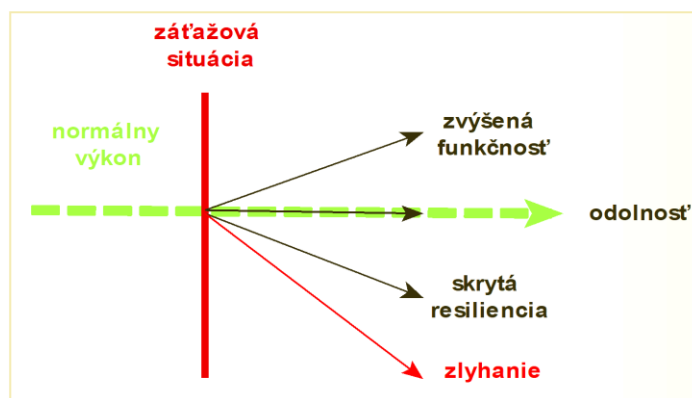 záťažová
situácia
normálny
výkon
zvýšená
funkčnosť
odolnosť
skrytá
resiliencia
zlyhanie